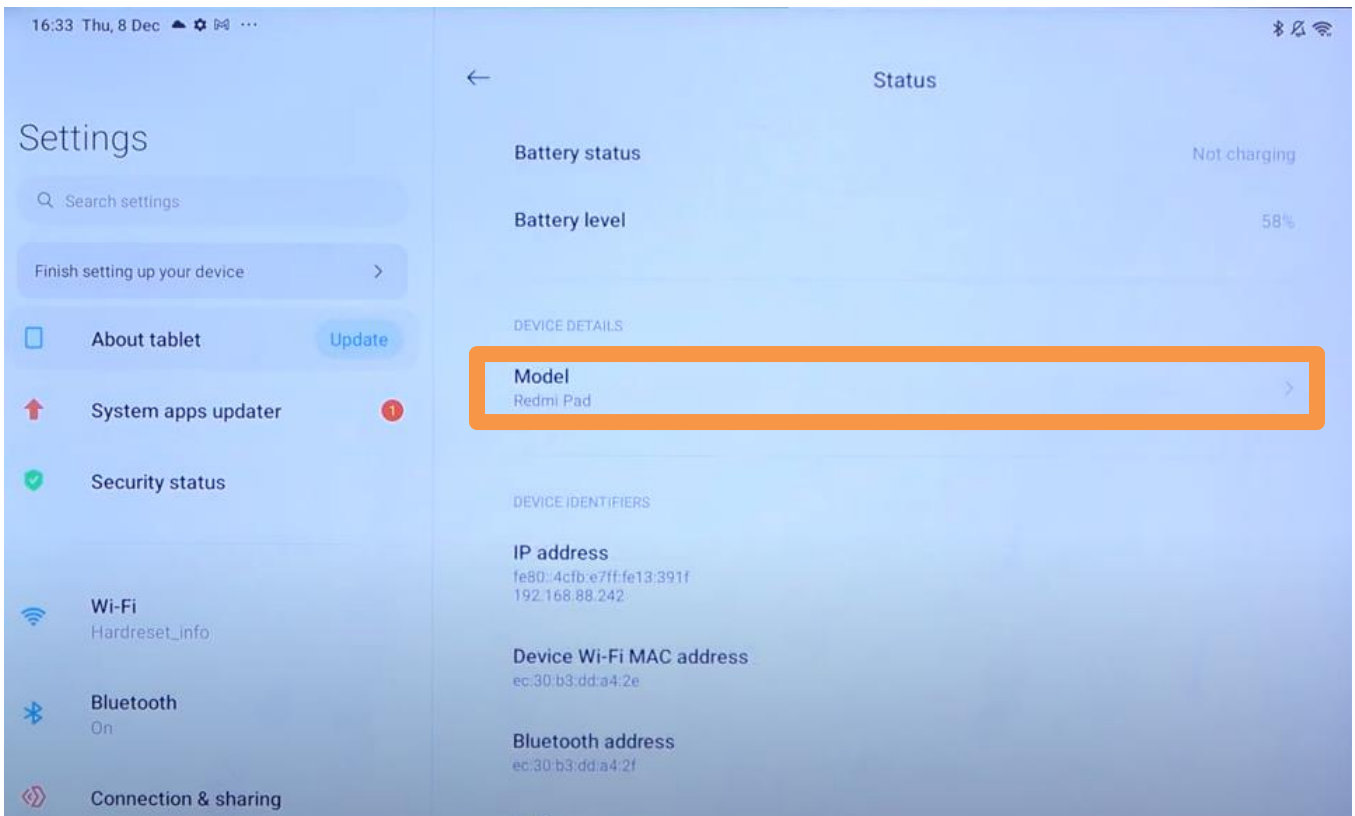 16:33 Thu, 8 Dec ...
Status
Settings
Search settings
Finish setting up your device
About tablet
Update
System apps updater
1
Security status
Wi-Fi
Hardreset_info
Bluetooth
On
Connection & sharing
Battery status
Not charging
Battery level
58%
DEVICE DETAILS
Model
Redmi Pad
DEVICE IDENTIFIERS
IP address
fe80::4cfb:e7ff:fe13:391f
192.168.88.242
Device Wi-Fi MAC address
ec:30:b3:dd:a4:2e
Bluetooth address
ec:30:b3:dd:a4:2f